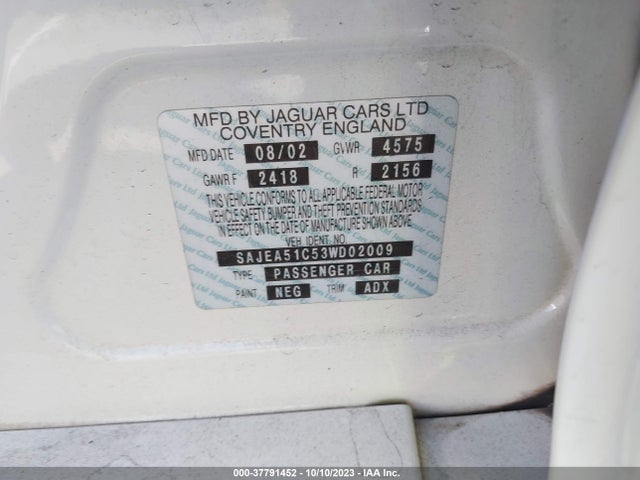 MFD BY JAGUAR CARS LTD
COVENTRY ENGLAND
MFD DATE 08/02 GVWR 4575
GAWR F 2418 R 2156
THIS VEHICLE CONFORMS TO ALL APPLICABLE FEDERAL MOTOR
VEHICLE SAFETY BUMPER AND THEFT PREVENTION STANDARDS
IN EFFECT ON THE DATE OF MANUFACTURE SHOWN ABOVE
VEH. IDENT. NO.
SAJEA51C53WD02009
TYPE PASSENGER CAR
PAINT NEG TRIM ADX
000-37791452 - 10/10/2023 - IAA Inc.